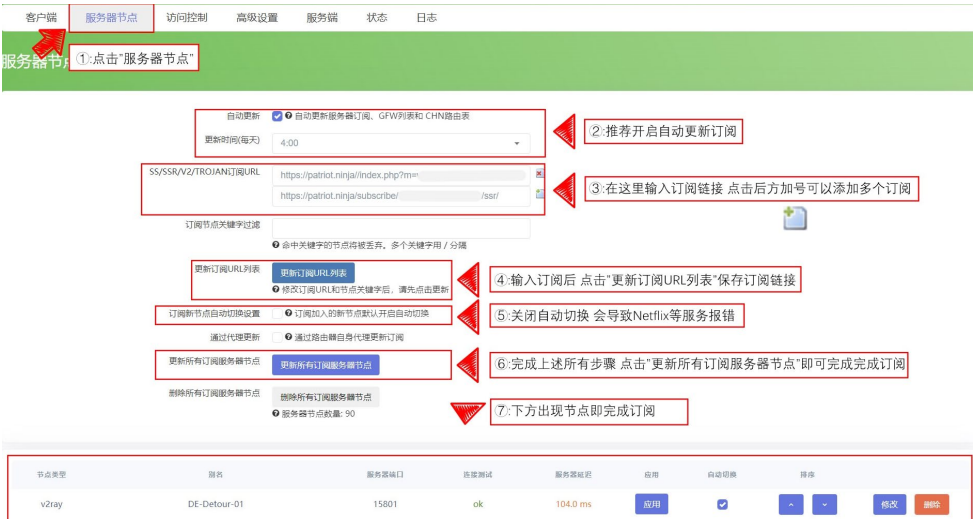 客户端 服务器节点 访问控制 高级设置 服务端 状态 日志
①:点击"服务器节点"
服务器节
自动更新 自动更新服务器订阅、GFW列表和 CHN路由表
②:推荐开启自动更新订阅
更新时间(每天) 4:00
SS/SSR/V2/TROJAN订阅URL https://patriot.ninja//index.php?m=
③:在这里输入订阅链接 点击后方加号可以添加多个订阅
https://patriot.ninja/subscribe/ /ssr/
订阅节点关键字过滤
命中关键字的节点将被丢弃。多个关键字用 / 分隔
更新订阅URL列表 更新订阅URL列表
④:输入订阅后 点击"更新订阅URL列表"保存订阅链接
修改订阅URL和节点关键字后，请先点击更新
订阅新节点自动切换设置 订阅加入的新节点默认开启自动切换
⑤:关闭自动切换 会导致Netflix等服务报错
通过代理更新 通过路由器自身代理更新订阅
更新所有订阅服务器节点 更新所有订阅服务器节点
⑥:完成上述所有步骤 点击"更新所有订阅服务器节点"即可完成完成订阅
删除所有订阅服务器节点 删除所有订阅服务器节点
服务器节点数量: 90
⑦:下方出现节点即完成订阅
节点类型 别名 服务器端口 连接测试 服务器延迟 应用 自动切换 排序
v2ray DE-Detour-01 15801 ok 104.0 ms 应用 修改 删除